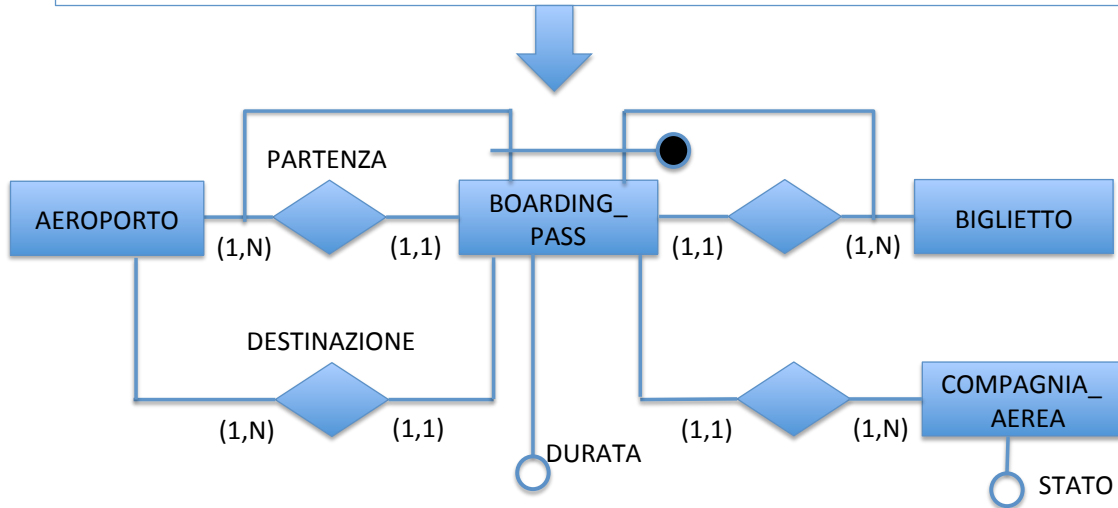 PARTENZA
AEROPORTO
BOARDING_
PASS
BIGLIETTO
(1,N)
(1,1)
(1,1)
(1,N)
DESTINAZIONE
COMPAGNIA_
AEREA
(1,N)
(1,1)
(1,1)
(1,N)
DURATA
STATO